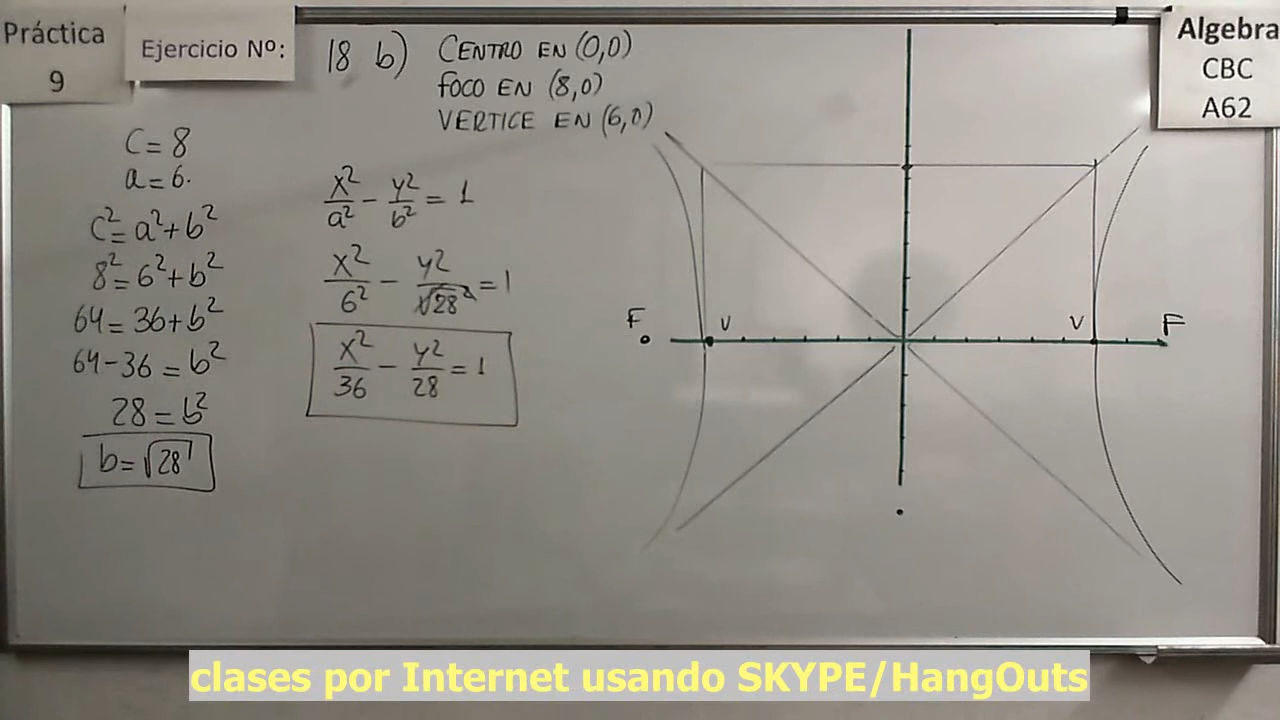 Práctica
9
Ejercicio Nº:
18 b) CENTRO EN (0,0)
FOCO EN (8,0)
VERTICE EN (6,0)
Algebra
CBC
A62
C = 8
a = 6.
C² = a² + b²
8² = 6² + b²
64 = 36 + b²
64 - 36 = b²
28 = b²
b = √28
x²/a² - y²/b² = 1
x²/6² - y²/√28² = 1
x²/36 - y²/28 = 1
F V V F
clases por Internet usando SKYPE/HangOuts